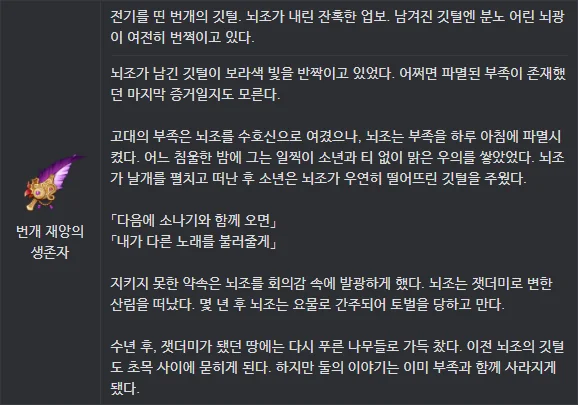 전기를 띤 번개의 깃털. 뇌조가 내린 잔혹한 업보. 남겨진 깃털엔 분노 어린 뇌광
이 여전히 번쩍이고 있다.
뇌조가 남긴 깃털이 보라색 빛을 반짝이고 있었다. 어쩌면 파멸된 부족이 존재했
던 마지막 증거일지도 모른다.
고대의 부족은 뇌조를 수호신으로 여겼으나, 뇌조는 부족을 하루 아침에 파멸시
켰다. 어느 침울한 밤에 그는 일찍이 소년과 티 없이 맑은 우의를 쌓았었다. 뇌조
가 날개를 펼치고 떠난 후 소년은 뇌조가 우연히 떨어뜨린 깃털을 주웠다.
「다음에 소나기와 함께 오면」
「내가 다른 노래를 불러줄게」
지키지 못한 약속은 뇌조를 회의감 속에 발광하게 했다. 뇌조는 잿더미로 변한
산림을 떠났다. 몇 년 후 뇌조는 요물로 간주되어 토벌을 당하고 만다.
수년 후, 잿더미가 됐던 땅에는 다시 푸른 나무들로 가득 찼다. 이젠 뇌조의 깃털
도 초목 사이에 묻히게 된다. 하지만 둘의 이야기는 이미 부족과 함께 사라지게
됐다.
번개 재앙의
생존자